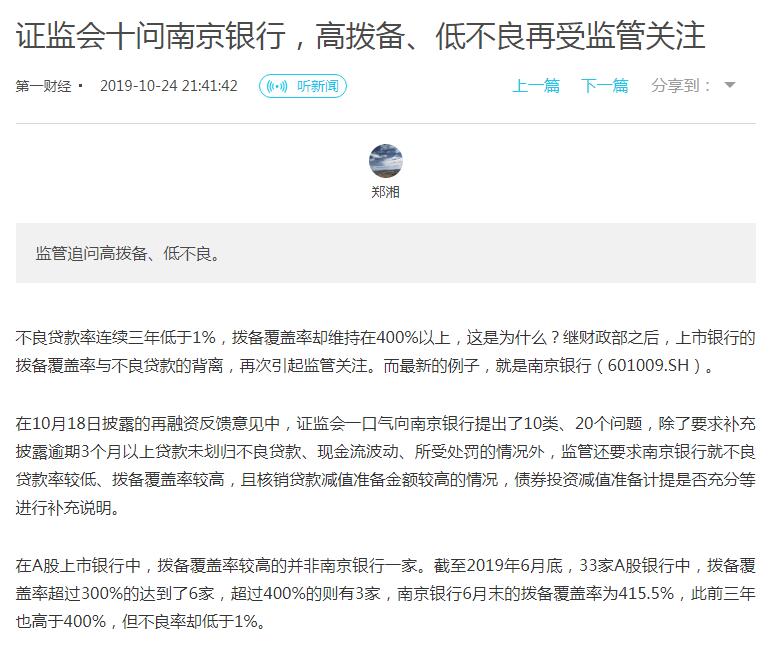 证监会十问南京银行，高拨备、低不良再受监管关注
第一财经 · 2019-10-24 21:41:42 听新闻 上一篇 下一篇 分享到：
郑湘
监管追问高拨备、低不良。
不良贷款率连续三年低于1%，拨备覆盖率却维持在400%以上，这是为什么？继财政部之后，上市银行的
拨备覆盖率与不良贷款的背离，再次引起监管关注。而最新的例子，就是南京银行（601009.SH）。
在10月18日披露的再融资反馈意见中，证监会一口气向南京银行提出了10类、20个问题，除了要求补充
披露逾期3个月以上贷款未划归不良贷款、现金流波动、所受处罚的情况外，监管还要求南京银行就不良
贷款率较低、拨备覆盖率较高，且核销贷款减值准备金额较高的情况，债券投资减值准备计提是否充分等
进行补充说明。
在A股上市银行中，拨备覆盖率较高的并非南京银行一家。截至2019年6月底，33家A股银行中，拨备覆
盖率超过300%的达到了6家，超过400%的则有3家，南京银行6月末的拨备覆盖率为415.5%，此前三年
也高于400%，但不良率却低于1%。